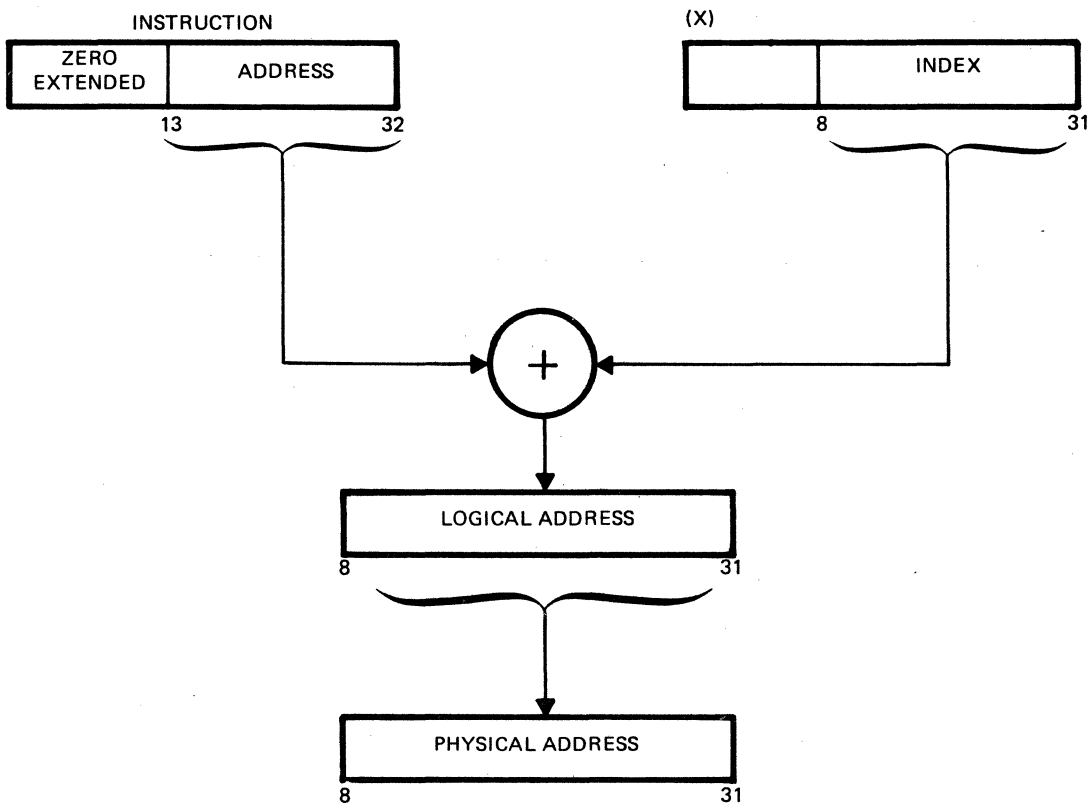 INSTRUCTION
ZERO
EXTENDED
ADDRESS
13
32
(X)
INDEX
8
31
+
LOGICAL ADDRESS
8
31
PHYSICAL ADDRESS
8
31